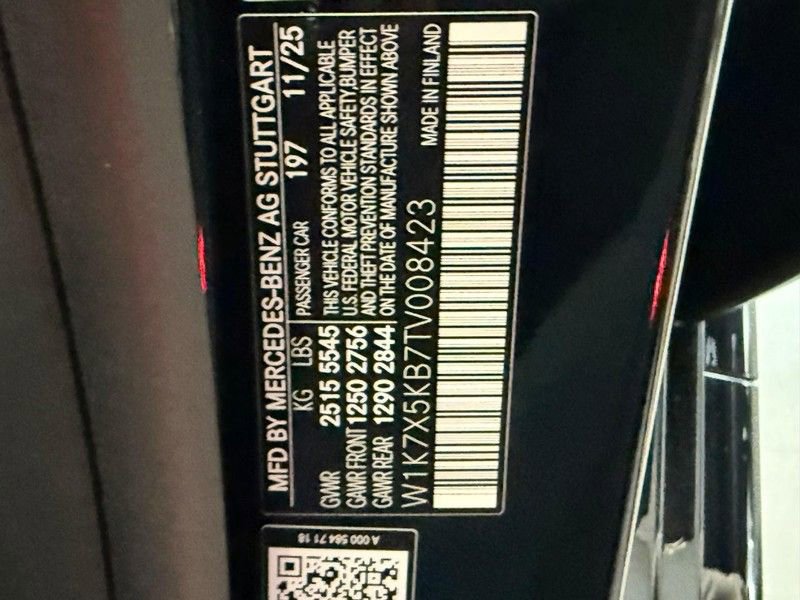 MFD BY MERCEDES-BENZ AG STUTTGART
KG LBS
GVWR 2515 5545
GAWR FRONT 1250 2756
GAWR REAR 1290 2844
PASSENGER CAR 197 11/25
THIS VEHICLE CONFORMS TO ALL APPLICABLE
U.S. FEDERAL MOTOR VEHICLE SAFETY, BUMPER
AND THEFT PREVENTION STANDARDS IN EFFECT
ON THE DATE OF MANUFACTURE SHOWN ABOVE
W1K7X5KB7TV008423
MADE IN FINLAND
A 000 584 71 18